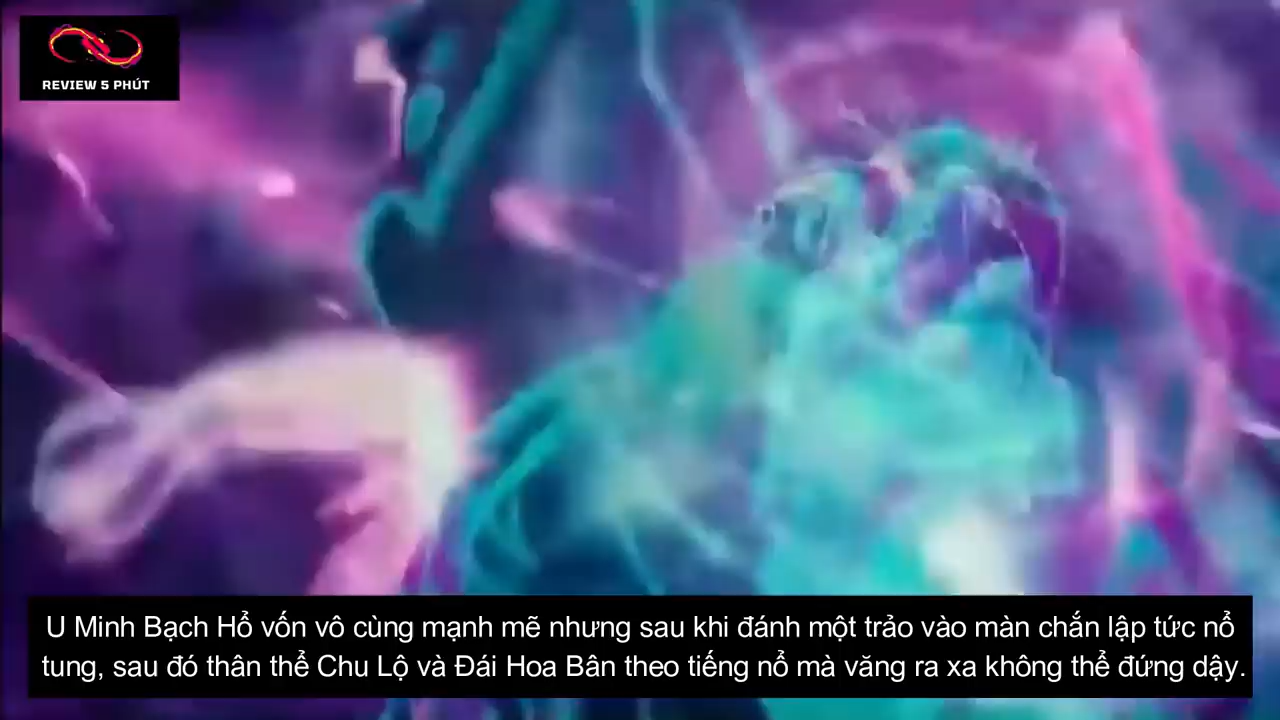 REVIEW 5 PHÚT
U Minh Bạch Hổ vốn vô cùng mạnh mẽ nhưng sau khi đánh một trảo vào màn chắn lập tức nổ
tung, sau đó thân thể Chu Lộ và Đái Hoa Bân theo tiếng nổ mà văng ra xa không thể đứng dậy.